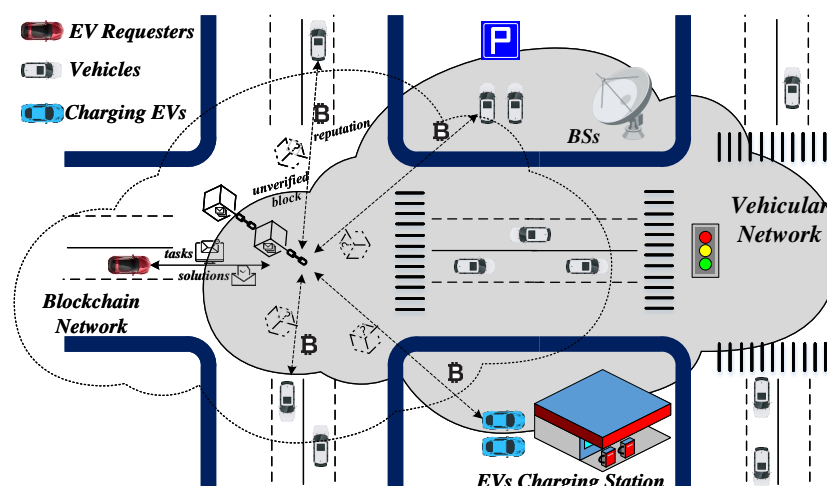 EV Requesters
Vehicles
Charging EVs
P
BSs
reputation
unverified
block
Vehicular
Network
tasks
solutions
Blockchain
Network
EVs Charging Station